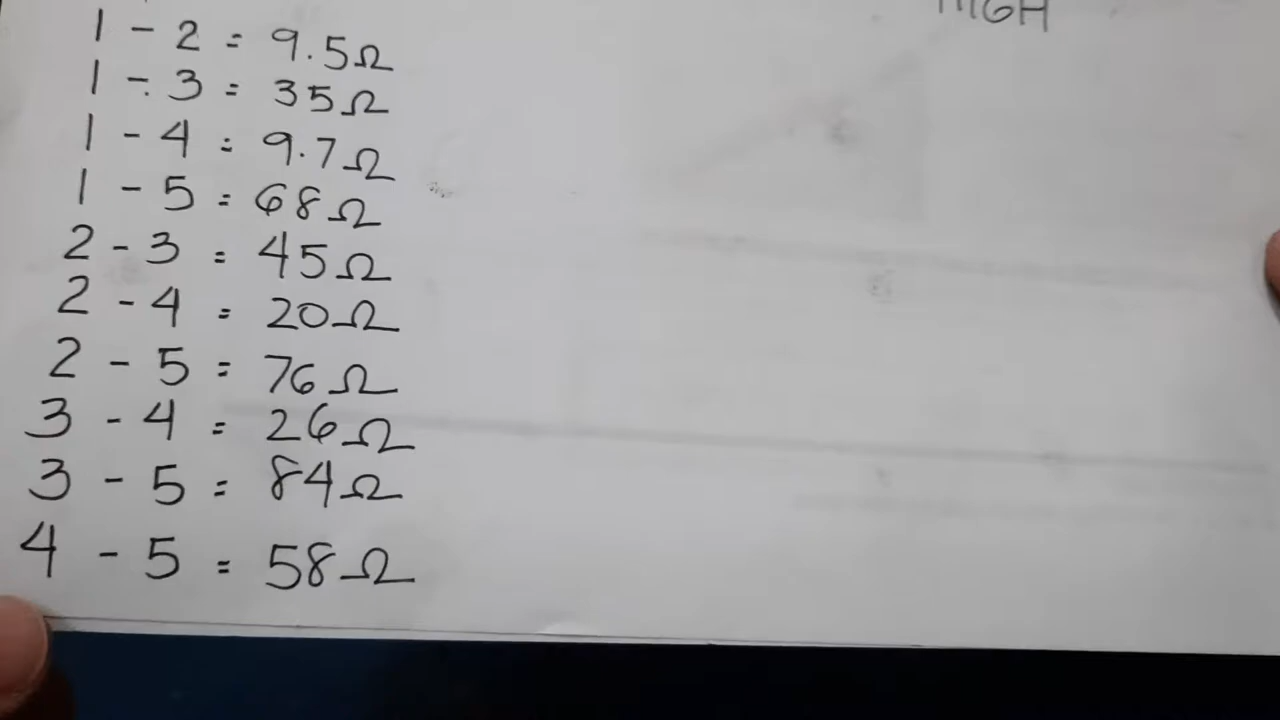 HIGH
1 - 2 = 9.5Ω
1 - 3 = 35Ω
1 - 4 = 9.7Ω
1 - 5 = 68Ω
2 - 3 = 45Ω
2 - 4 = 20Ω
2 - 5 = 76Ω
3 - 4 = 26Ω
3 - 5 = 84Ω
4 - 5 = 58Ω